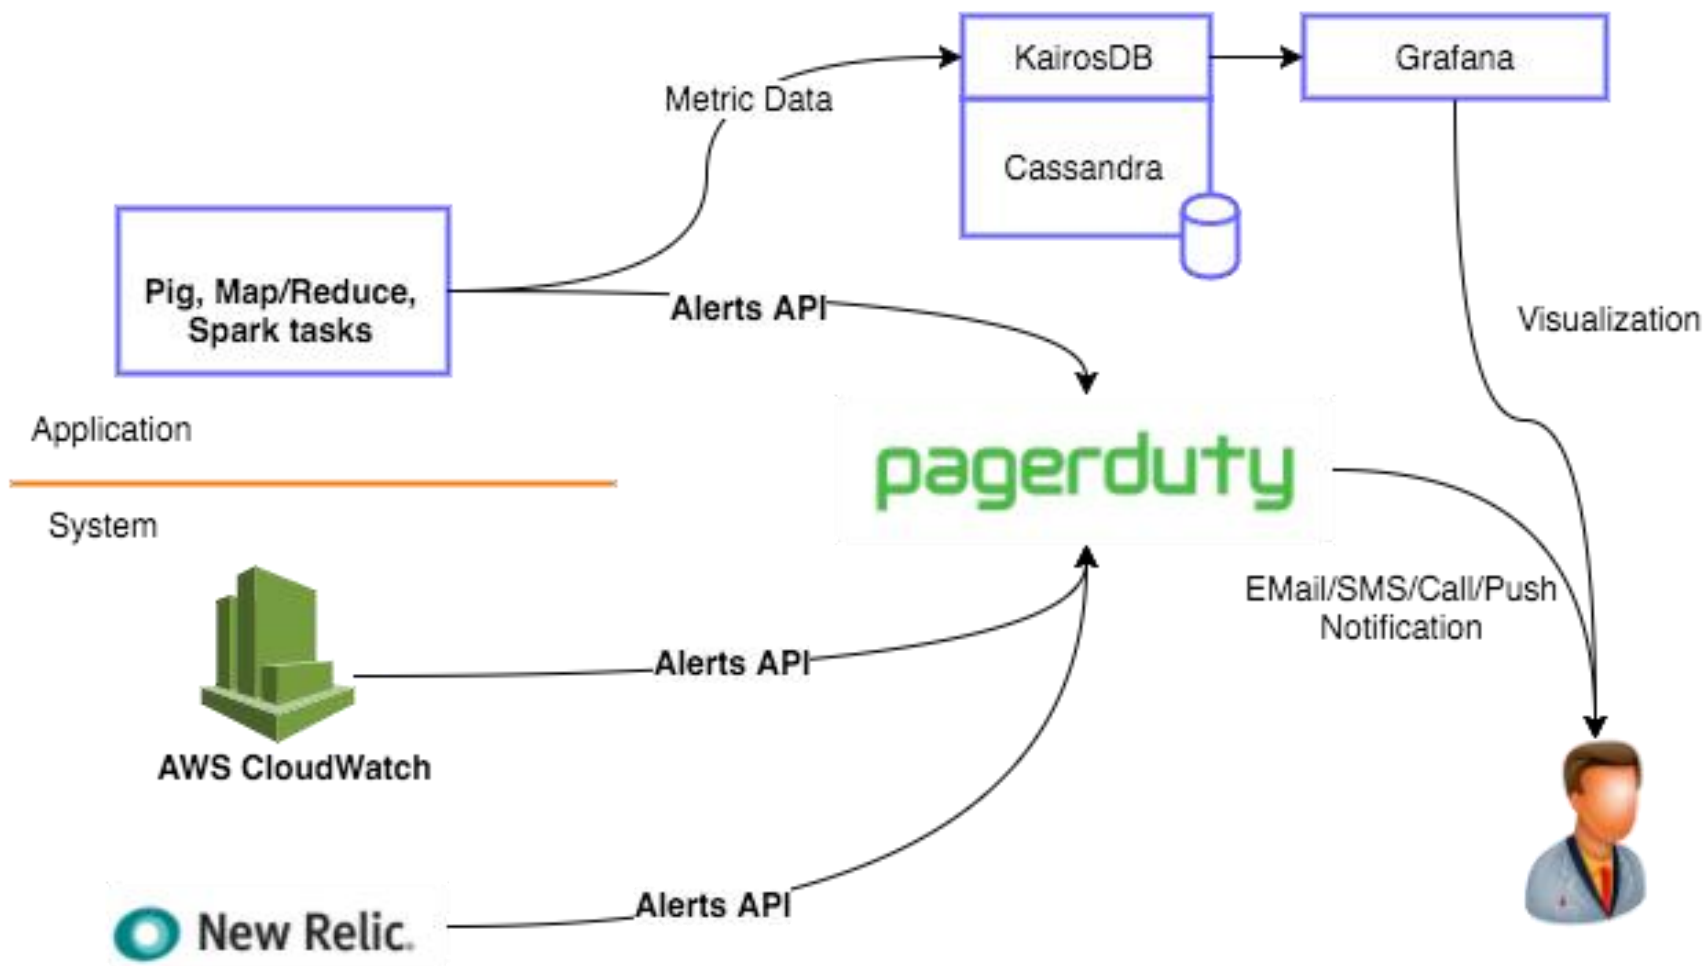 KairosDB
Grafana
Metric Data
Cassandra
Pig, Map/Reduce,
Spark tasks
Alerts API
Visualization
Application
pagerduty
System
EMail/SMS/Call/Push
Notification
Alerts API
AWS CloudWatch
Alerts API
New Relic.